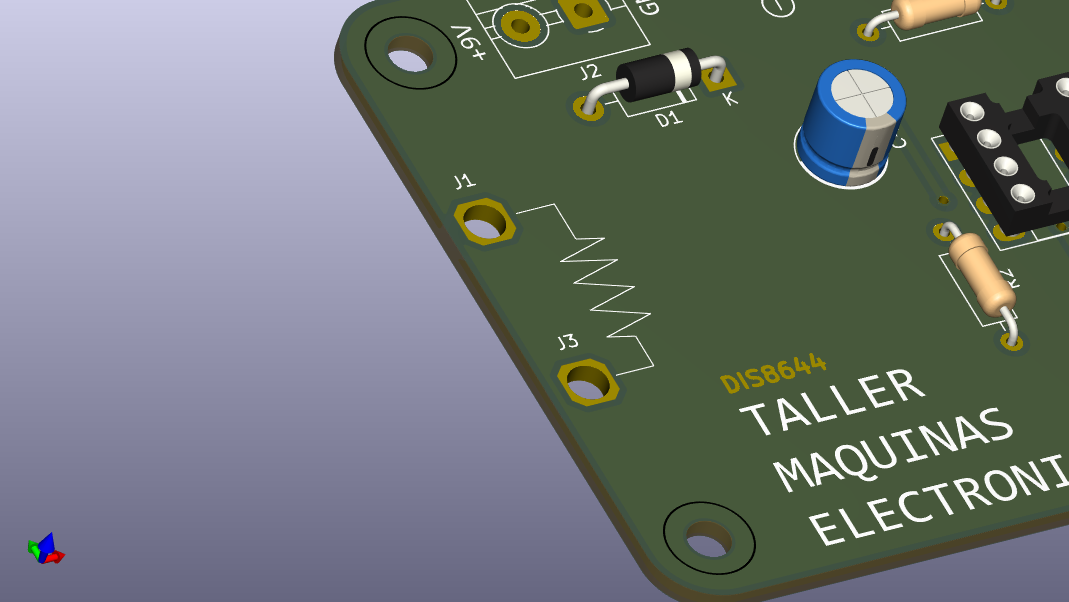 +9V
J2
D1
K
J1
J3
DIS8644
TALLER
MAQUINAS
ELECTRONI